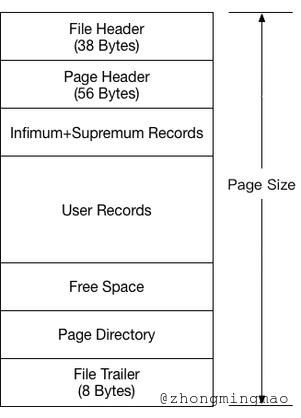 File Header
(38 Bytes)
Page Header
(56 Bytes)
Infimum+Supremum Records
User Records
Page Size
Free Space
Page Directory
File Trailer
(8 Bytes)
@zhongmingmao